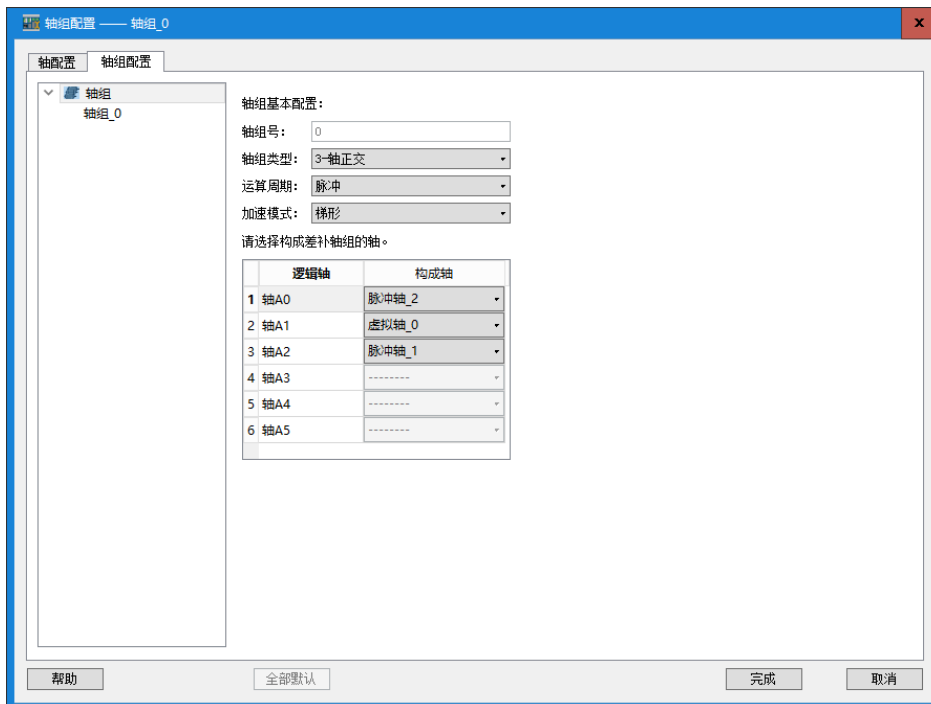 轴组配置 —— 轴组_0
x
轴配置
轴组配置
轴组
轴组_0
轴组基本配置：
轴组号： 0
轴组类型： 3-轴正交
运算周期： 脉冲
加速模式： 梯形
请选择构成差补轴组的轴。
逻辑轴 构成轴
1 轴A0 脉冲轴_2
2 轴A1 虚拟轴_0
3 轴A2 脉冲轴_1
4 轴A3 --------
5 轴A4 --------
6 轴A5 --------
帮助 全部默认 完成 取消